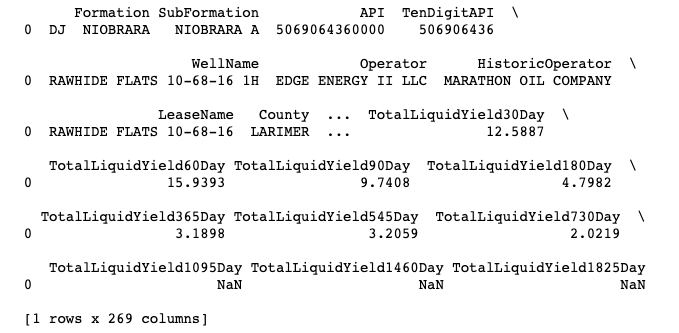 Formation SubFormation API TenDigitAPI \
0 DJ NIOBRARA NIOBRARA A 5069064360000 506906436
WellName Operator HistoricOperator \
0 RAWHIDE FLATS 10-68-16 1H EDGE ENERGY II LLC MARATHON OIL COMPANY
LeaseName County ... TotalLiquidYield30Day \
0 RAWHIDE FLATS 10-68-16 LARIMER ... 12.5887
TotalLiquidYield60Day TotalLiquidYield90Day TotalLiquidYield180Day \
0 15.9393 9.7408 4.7982
TotalLiquidYield365Day TotalLiquidYield545Day TotalLiquidYield730Day \
0 3.1898 3.2059 2.0219
TotalLiquidYield1095Day TotalLiquidYield1460Day TotalLiquidYield1825Day
0 NaN NaN NaN
[1 rows x 269 columns]